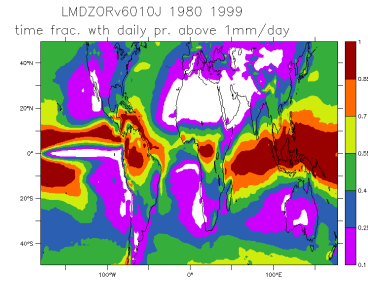 LMDZORv6010J 1980 1999
time frac. wth daily pr. above 1mm/day
40°N
20°N
0°
20°S
40°S
100°W
0°
100°E
1
0.85
0.7
0.55
0.4
0.25
0.1